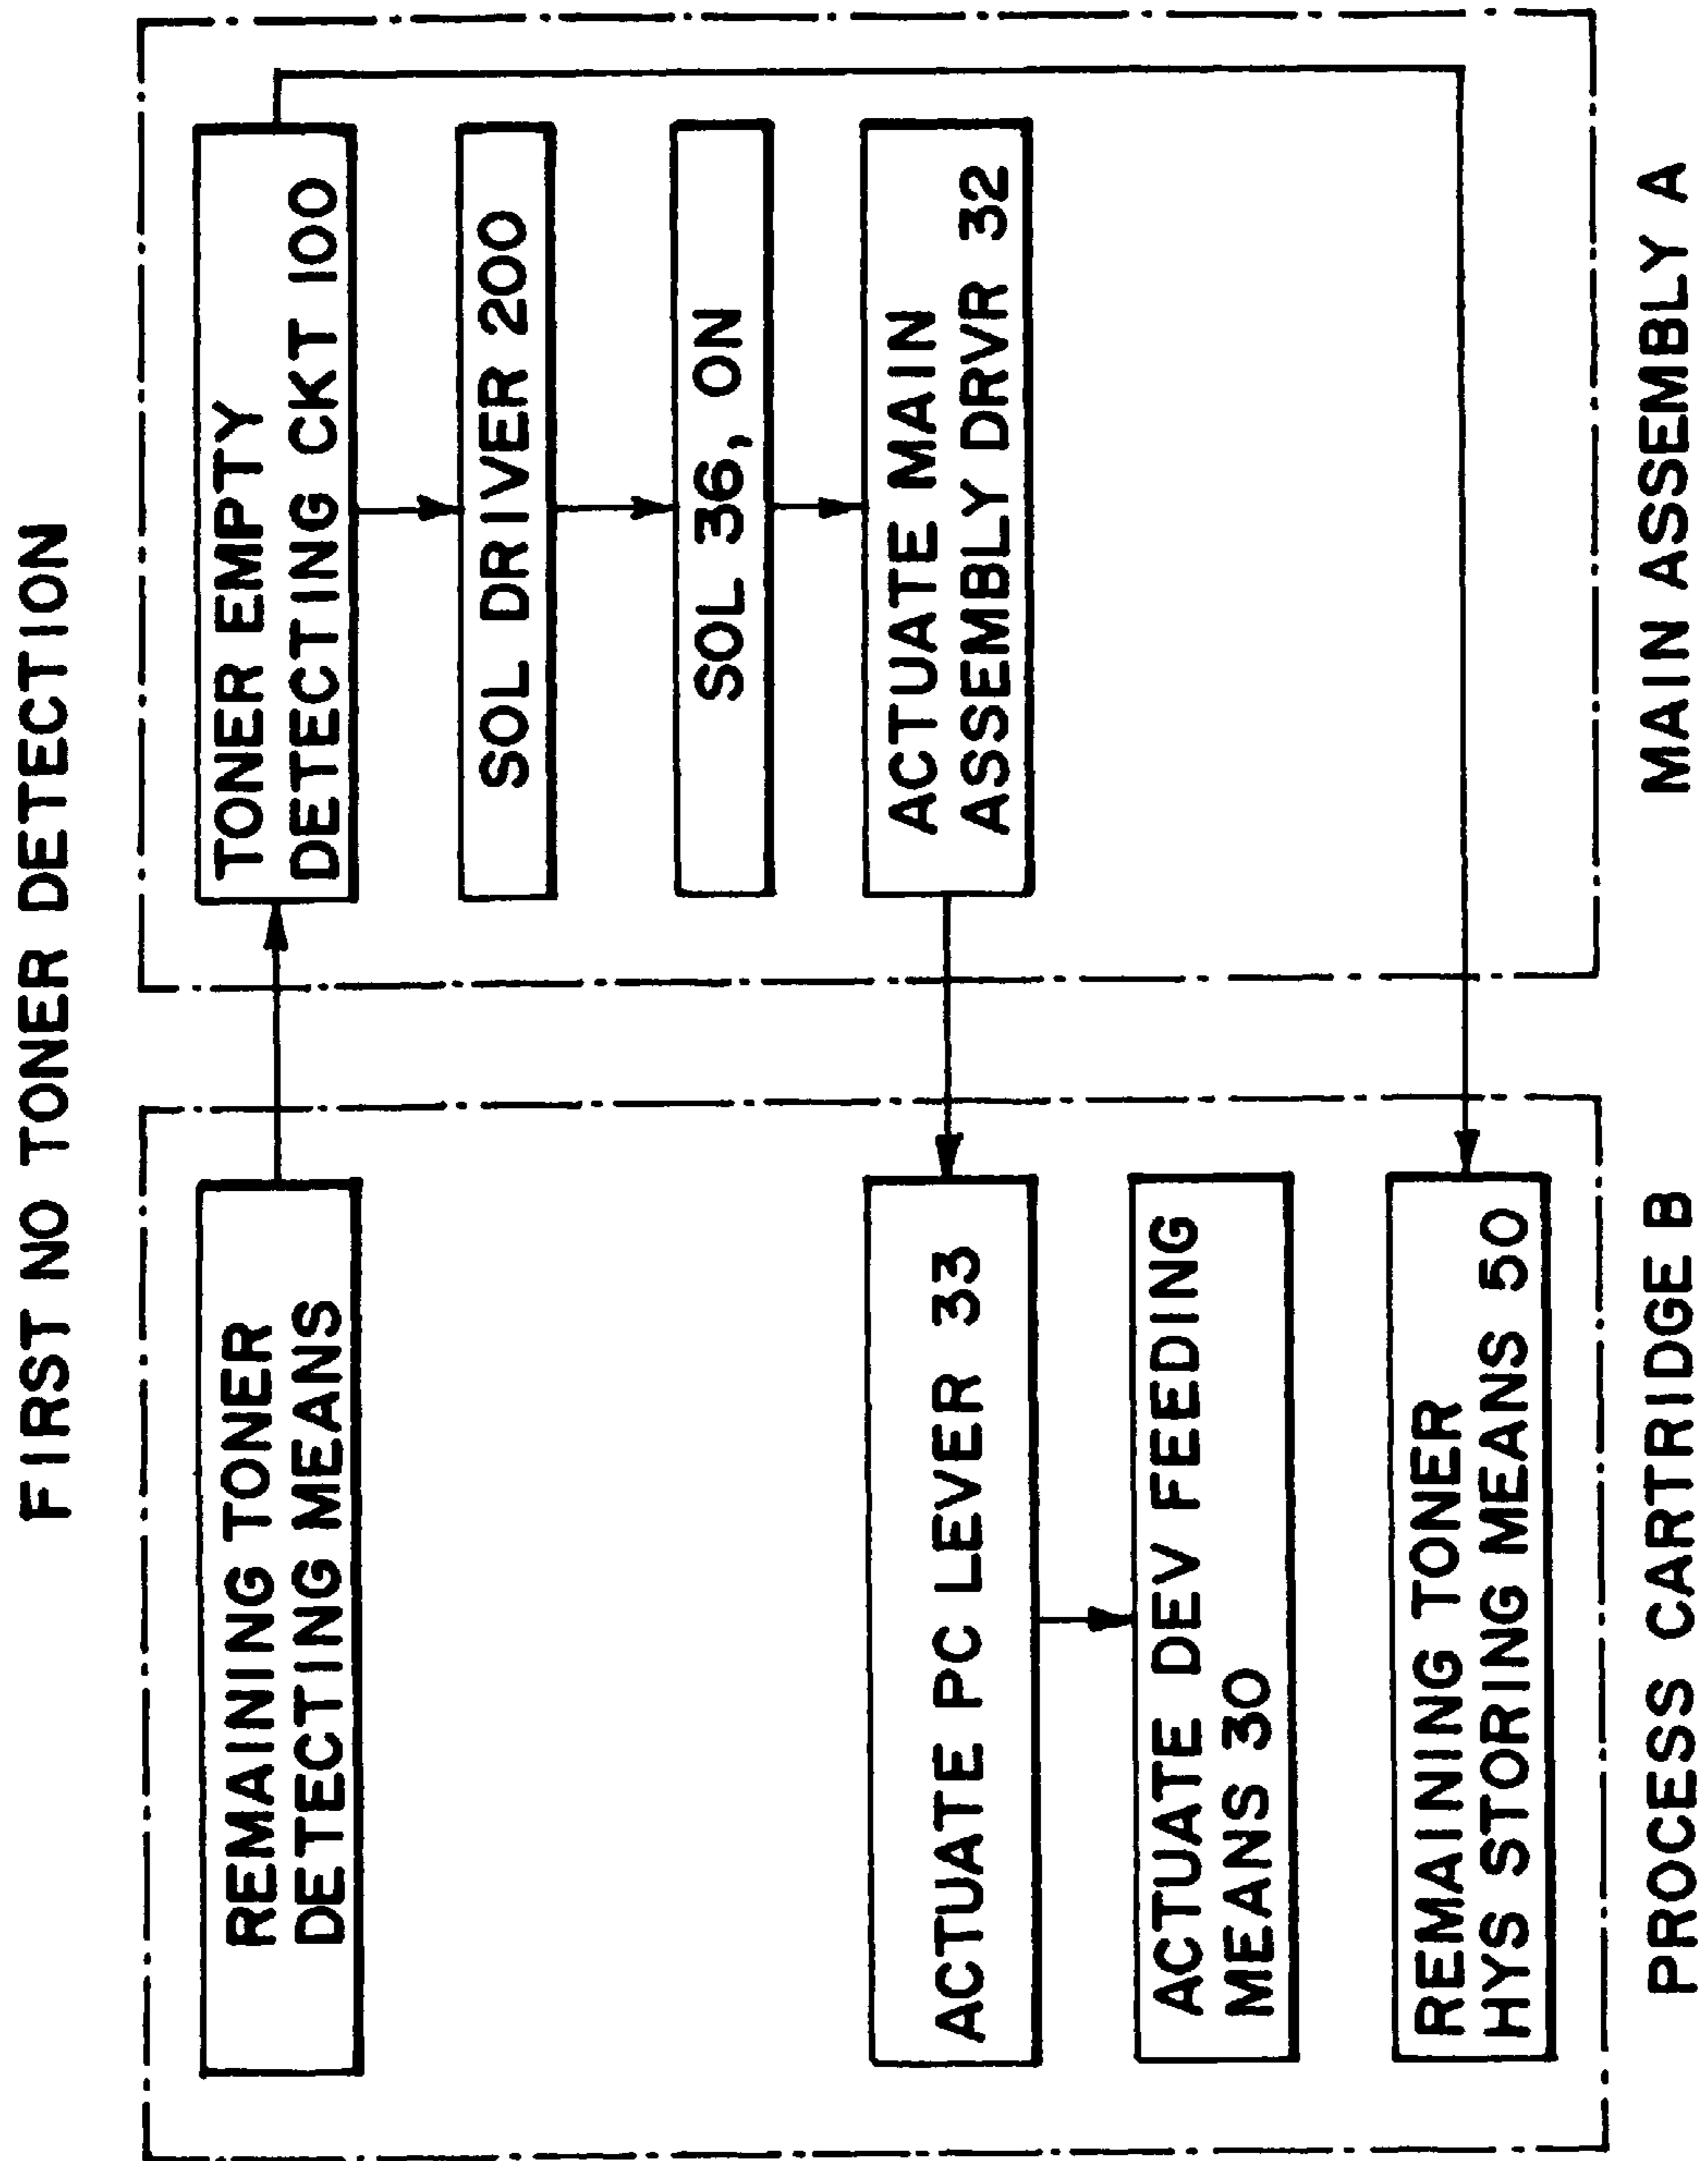 FIRST NO TONER DETECTION
REMAINING TONER
DETECTING MEANS
ACTUATE PC LEVER 33
ACTUATE DEV FEEDING
MEANS 30
REMAINING TONER
HYS STORING MEANS 50
PROCESS CARTRIDGE B
TONER EMPTY
DETECTING CKT 100
SOL DRIVER 200
SOL 36, ON
ACTUATE MAIN
ASSEMBLY DRVR 32
MAIN ASSEMBLY A